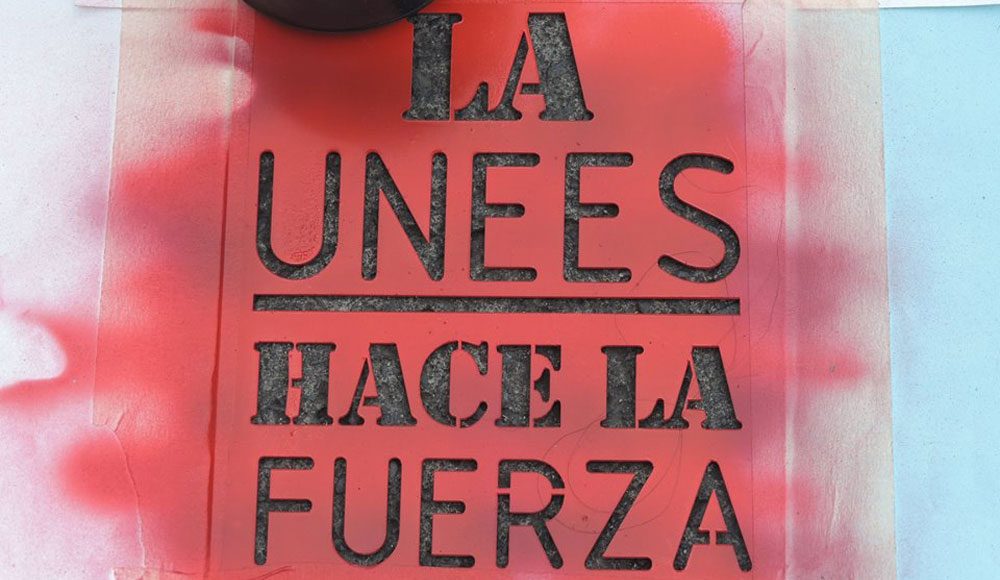 LA
UNEES
HACE LA
FUERZA